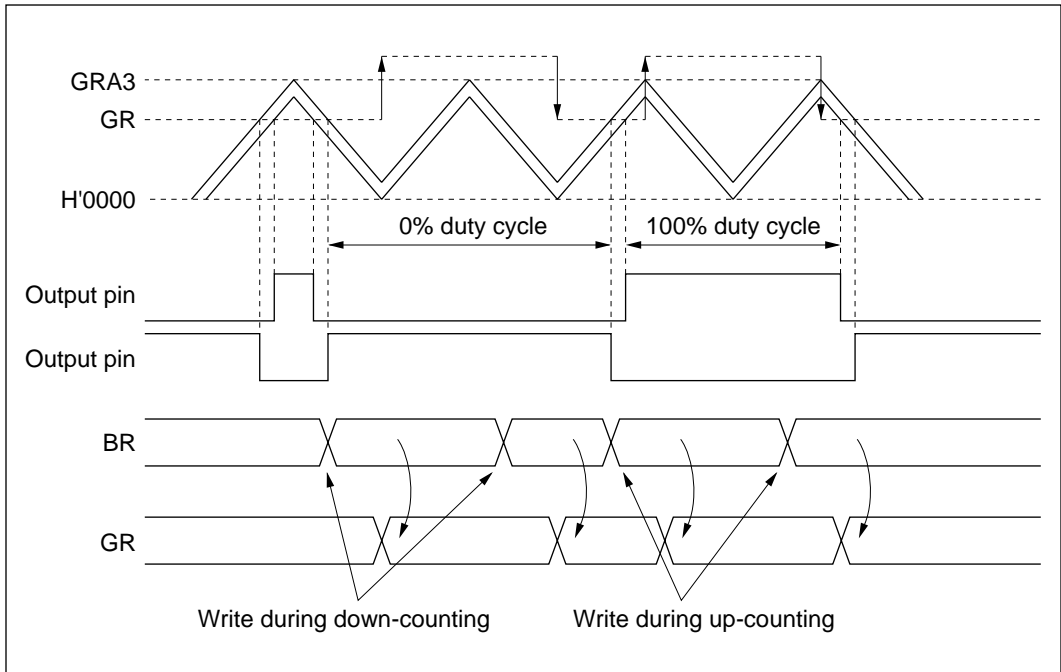 GRA3
GR
H'0000
0% duty cycle
100% duty cycle
Output pin
Output pin
BR
GR
Write during down-counting
Write during up-counting